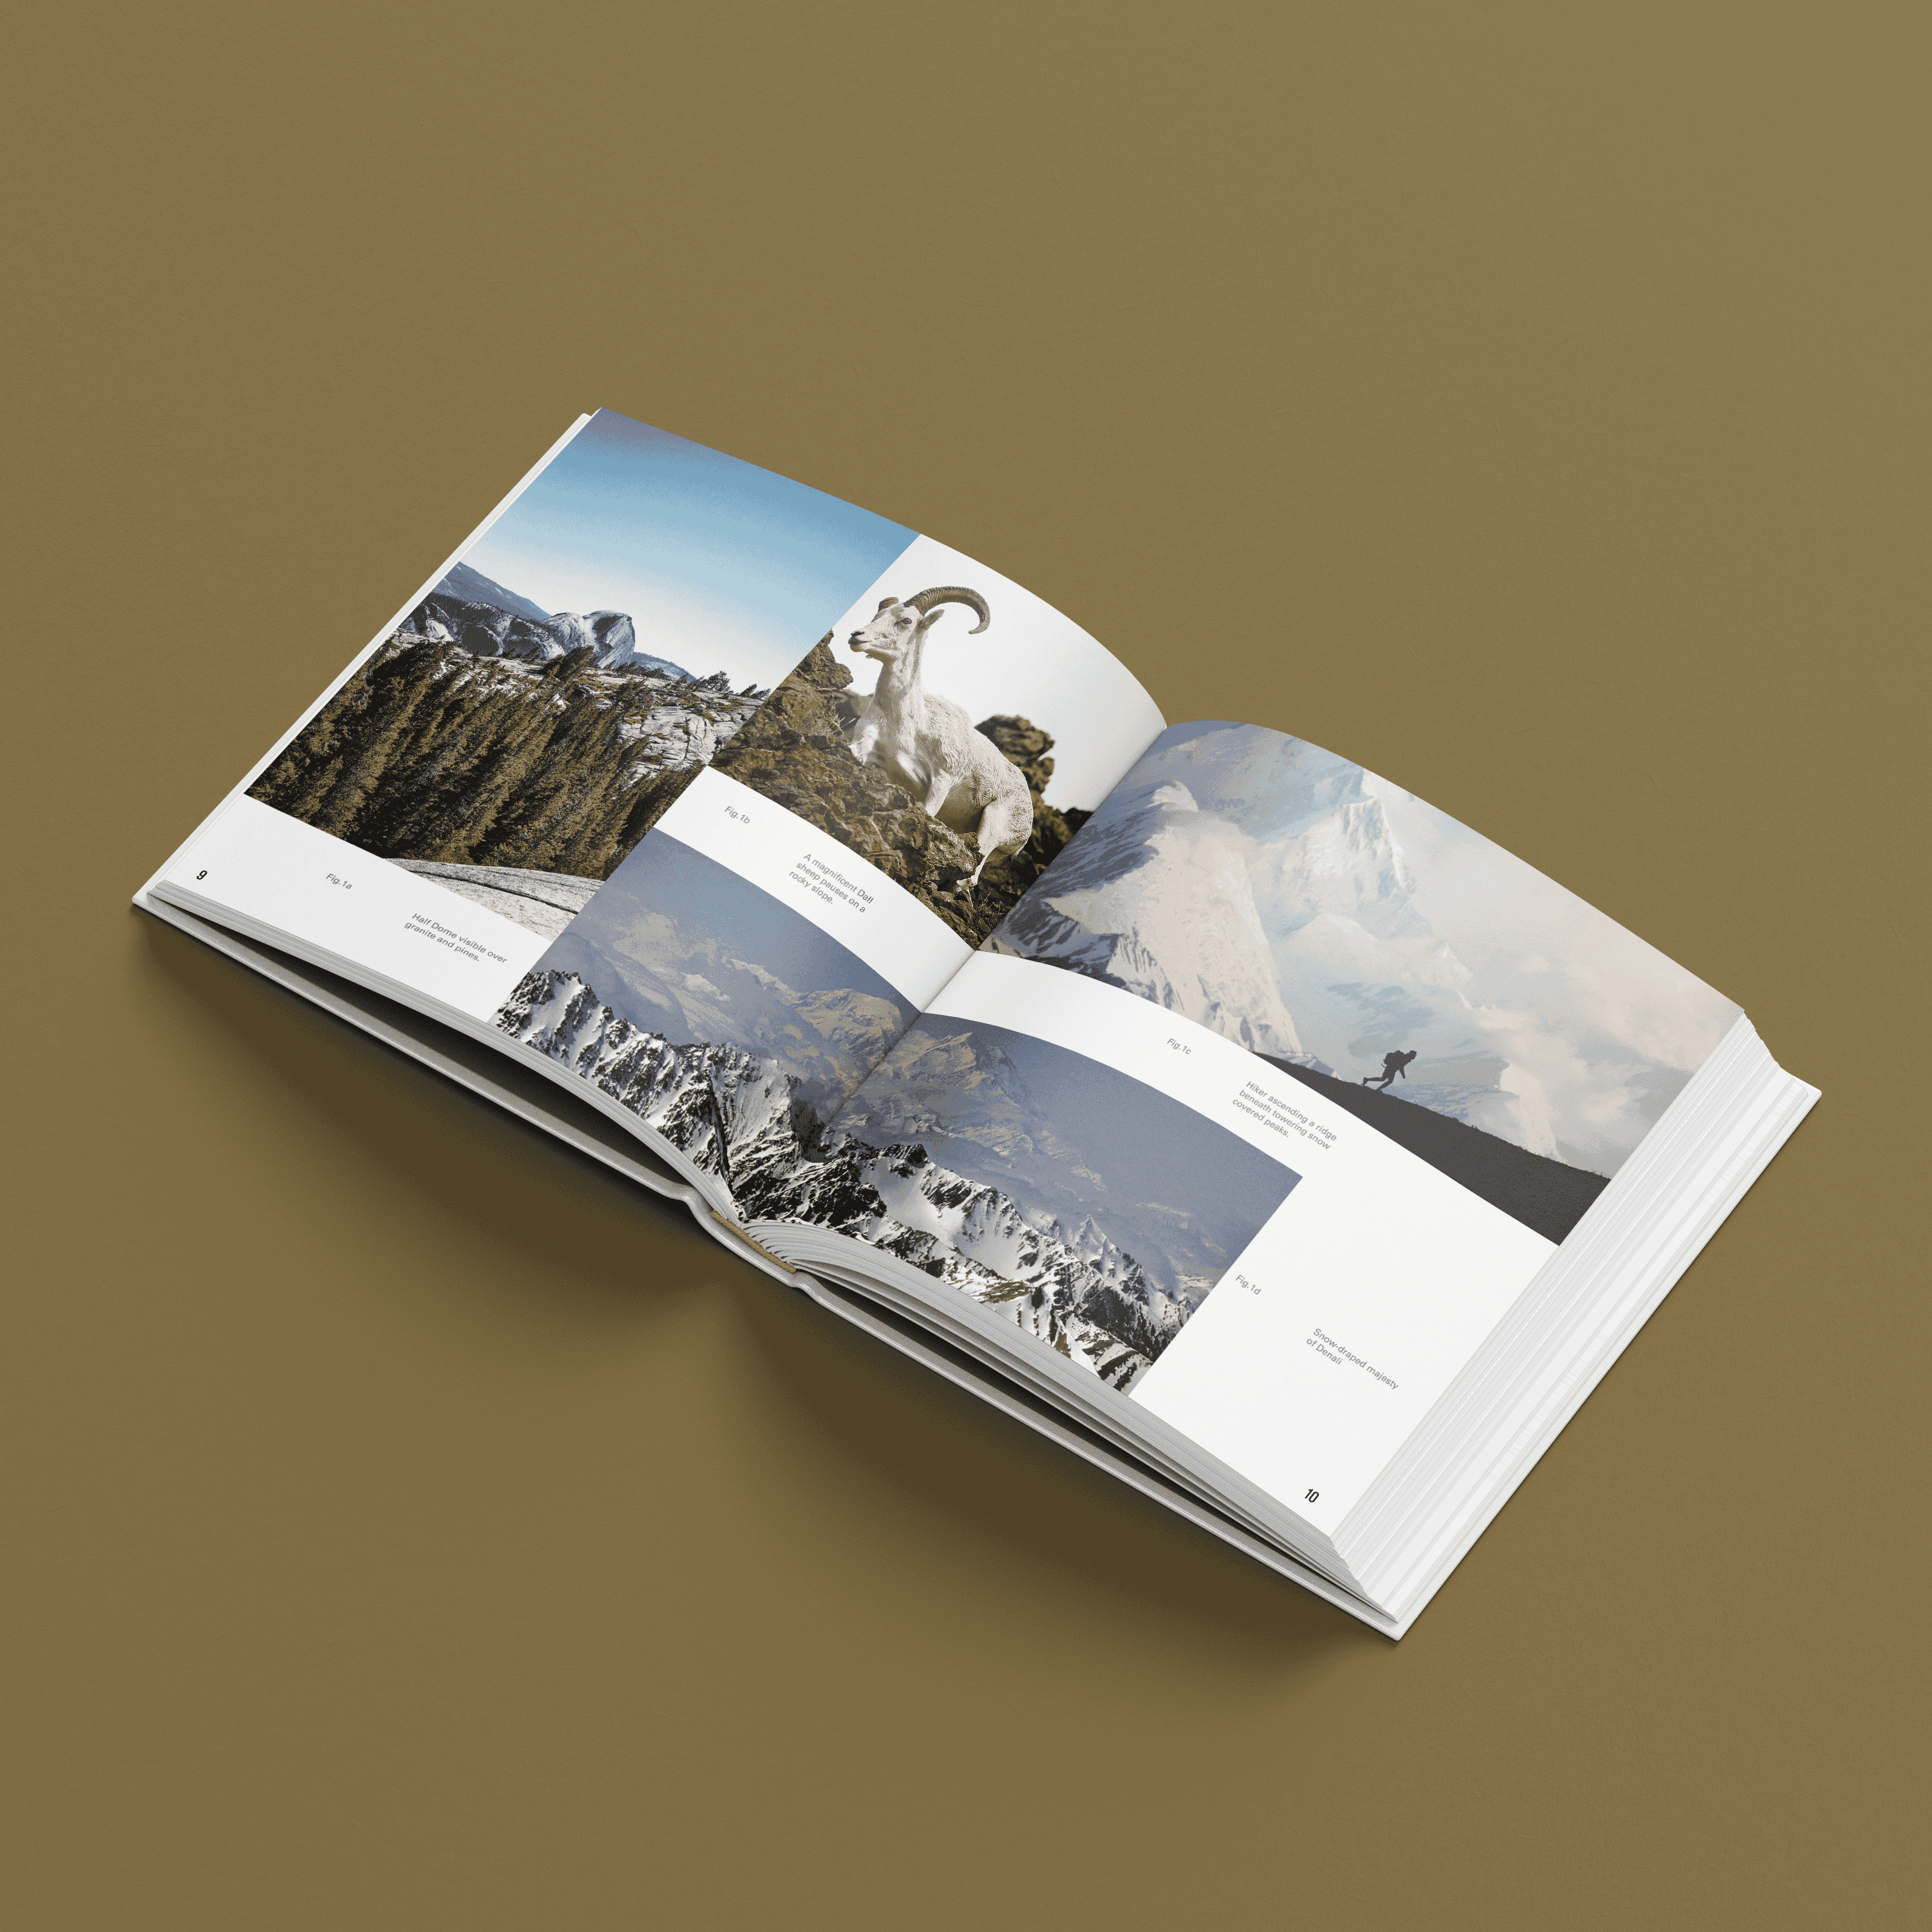 Fig.1b
A magnificent Dall
sheep pauses on a
rocky slope.
Fig.1a
Half Dome visible over
granite and pines.
9
Fig.1c
Hiker ascending a ridge
beneath towering snow
covered peaks.
Fig.1d
Snow-draped majesty
of Denali
10